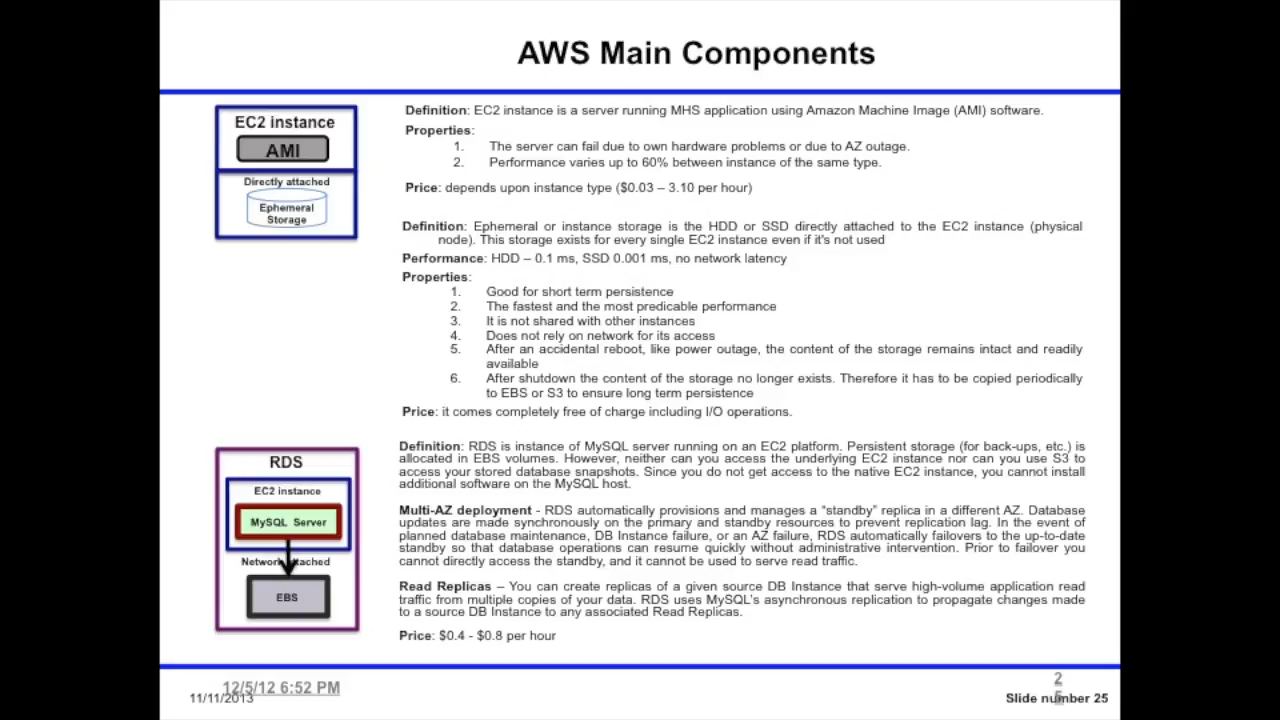 AWS Main Components
EC2 instance
AMI
Directly attached
Ephemeral
Storage
Definition: EC2 instance is a server running MHS application using Amazon Machine Image (AMI) software.
Properties:
1. The server can fail due to own hardware problems or due to AZ outage.
2. Performance varies up to 60% between instance of the same type.
Price: depends upon instance type ($0.03 – 3.10 per hour)
Definition: Ephemeral or instance storage is the HDD or SSD directly attached to the EC2 instance (physical
node). This storage exists for every single EC2 instance even if it's not used
Performance: HDD – 0.1 ms, SSD 0.001 ms, no network latency
Properties:
1. Good for short term persistence
2. The fastest and the most predicable performance
3. It is not shared with other instances
4. Does not rely on network for its access
5. After an accidental reboot, like power outage, the content of the storage remains intact and readily
available
6. After shutdown the content of the storage no longer exists. Therefore it has to be copied periodically
to EBS or S3 to ensure long term persistence
Price: it comes completely free of charge including I/O operations.
RDS
EC2 instance
MySQL Server
EBS
Definition: RDS is instance of MySQL server running on an EC2 platform. Persistent storage (for back-ups, etc.) is
allocated in EBS volumes. However, neither can you access the underlying EC2 instance nor can you use S3 to
access your stored database snapshots. Since you do not get access to the native EC2 instance, you cannot install
additional software on the MySQL host.
Multi-AZ deployment - RDS automatically provisions and manages a “standby” replica in a different AZ. Database
updates are made synchronously on the primary and standby resources to prevent replication lag. In the event of
planned database maintenance, DB Instance failure, or an AZ failure, RDS automatically failovers to the up-to-date
standby so that database operations can resume quickly without administrative intervention. Prior to failover you
cannot directly access the standby, and it cannot be used to serve read traffic.
Read Replicas – You can create replicas of a given source DB Instance that serve high-volume application read
traffic from multiple copies of your data. RDS uses MySQL's asynchronous replication to propagate changes made
to a source DB Instance to any associated Read Replicas.
Price: $0.4 - $0.8 per hour
12/5/12 6:52 PM
11/11/2013
2
Slide number 25